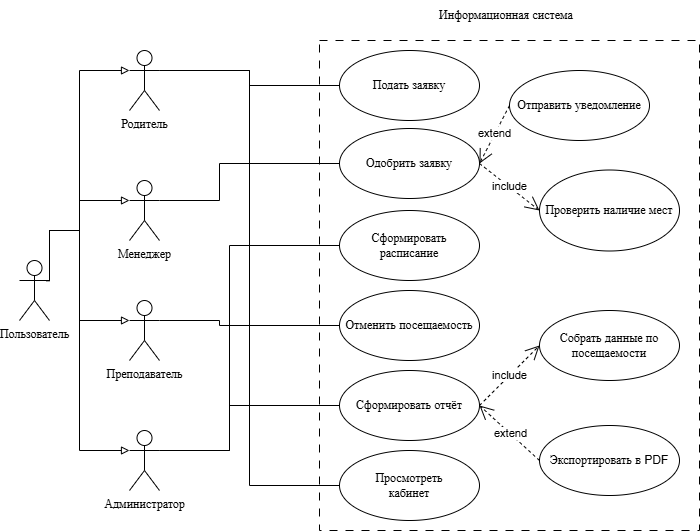 Информационная система
Подать заявку
Отправить уведомление
Родитель
extend
Одобрить заявку
include
Проверить наличие мест
Менеджер
Сформировать
расписание
Пользователь
Отменить посещаемость
Собрать данные по
посещаемости
Преподаватель
include
Сформировать отчёт
extend
Экспортировать в PDF
Просмотреть
кабинет
Администратор